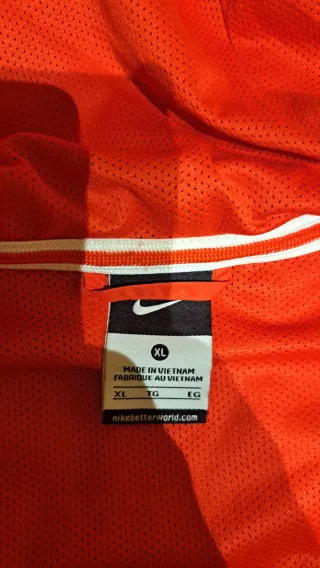 XL
MADE IN VIETNAM
FABRIQUE AU VIETNAM
XL TG EG
nikebetterworld.com